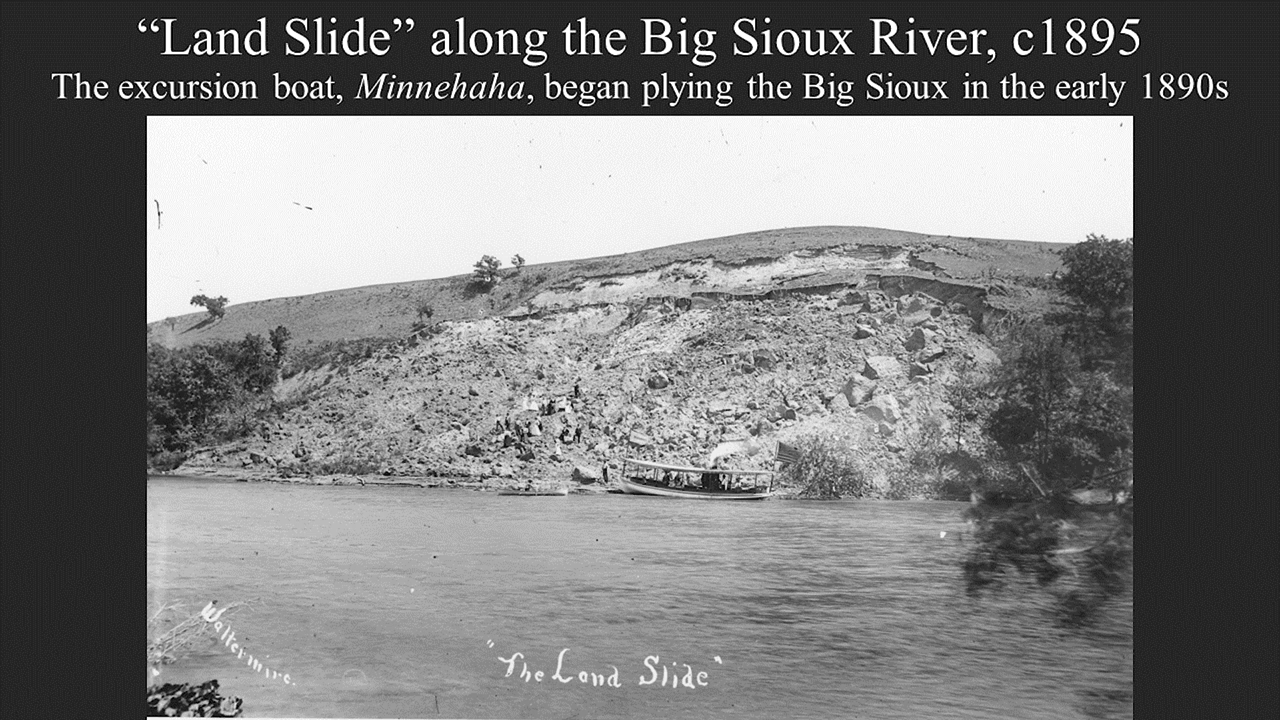 “Land Slide” along the Big Sioux River, c1895
The excursion boat, Minnehaha, began plying the Big Sioux in the early 1890s
Waltermire.
"The Land Slide"